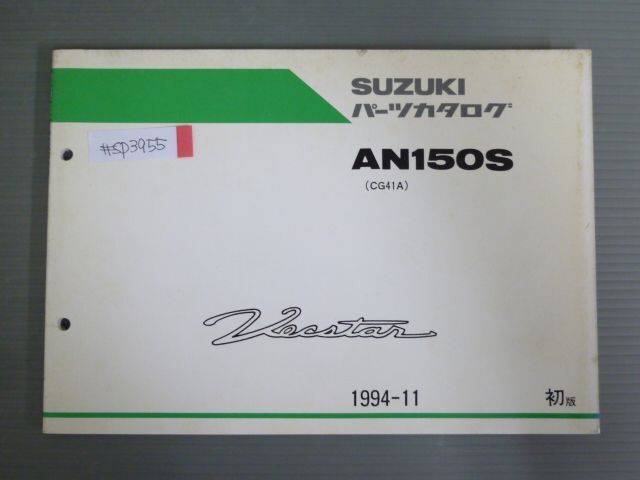 SUZUKI
パーツカタログ
#SP3955
AN150S
(CG41A)
Vecstar
1994-11
初版